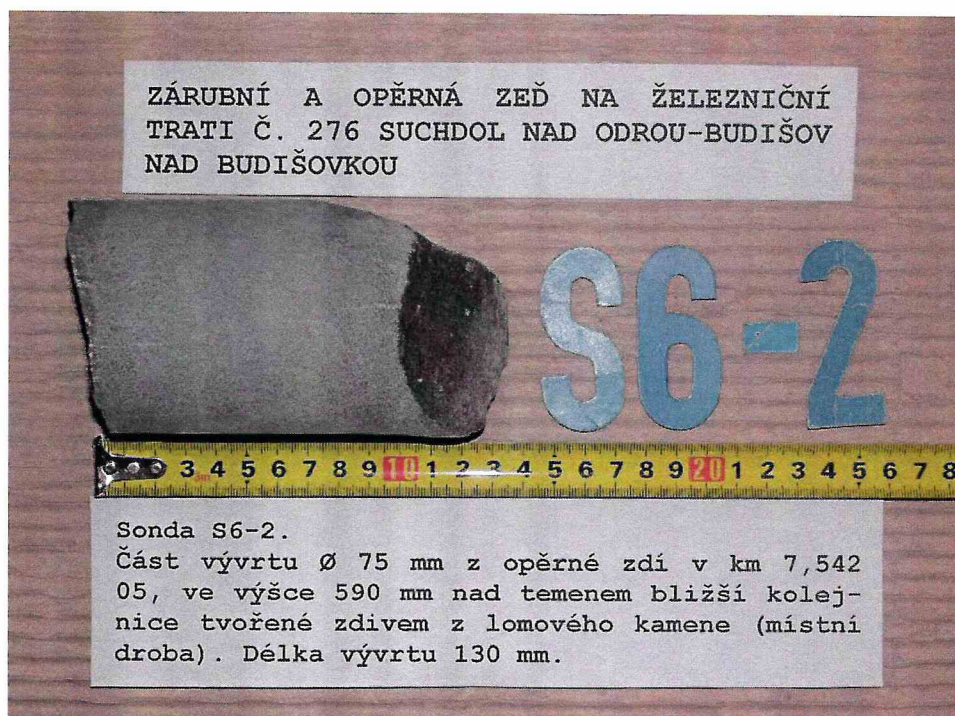 ZÁRUBNÍ A OPĚRNÁ ZEĎ NA ŽELEZNIČNÍ
TRATI Č. 276 SUCHDOL NAD ODROU-BUDIŠOV
NAD BUDIŠOVKOU
S6-2
3 4 5 6 7 8 9 10 1 2 3 4 5 6 7 8 9 20 1 2 3 4 5 6 7 8
Sonda S6-2.
Část vývrtu Ø 75 mm z opěrné zdí v km 7,542
05, ve výšce 590 mm nad temenem bližší kolej-
nice tvořené zdivem z lomového kamene (místní
droba). Délka vývrtu 130 mm.